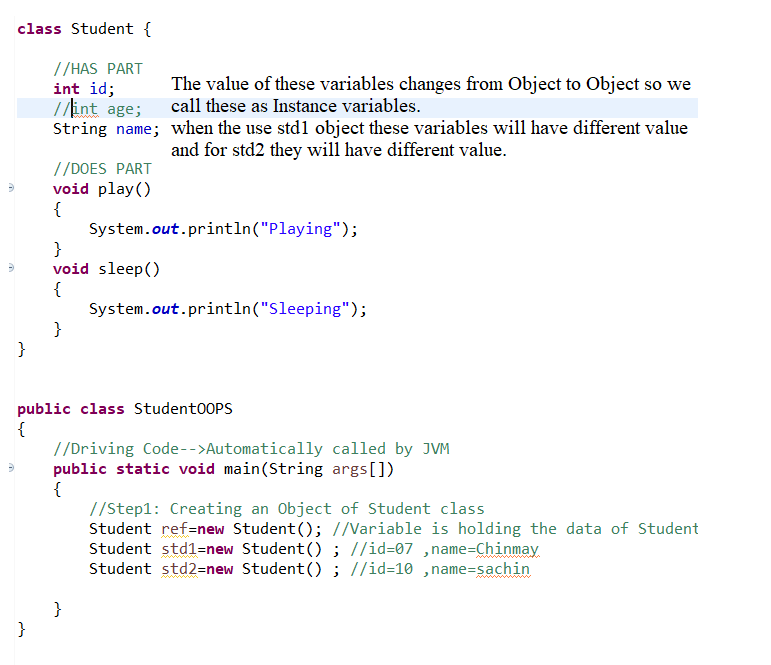 class Student {
//HAS PART
int id;
The value of these variables changes from Object to Object so we
//int age;
call these as Instance variables.
String name;
when the use std1 object these variables will have different value
and for std2 they will have different value.
//DOES PART
void play()
{
System.out.println("Playing");
}
void sleep()
{
System.out.println("Sleeping");
}
}
public class StudentOOPS
{
//Driving Code-->Automatically called by JVM
public static void main(String args[])
{
//Step1: Creating an Object of Student class
Student ref=new Student(); //Variable is holding the data of Student
Student std1=new Student() ; //id=07 ,name=Chinmay
Student std2=new Student() ; //id=10 ,name=sachin
}
}